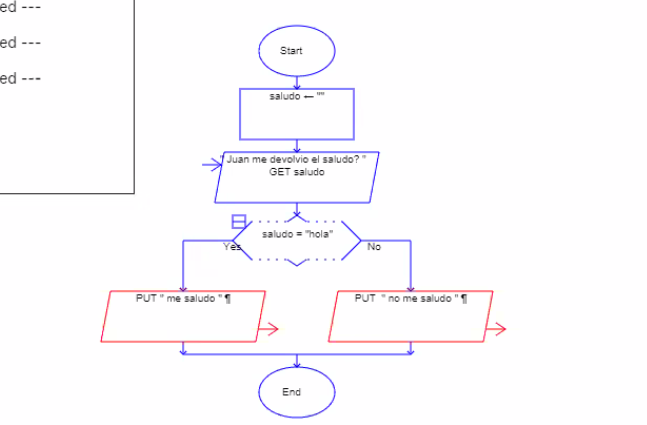 ed ---
ed ---
ed ---
Start
saludo ← ""
" Juan me devolvio el saludo? "
GET saludo
saludo = "hola"
Yes
No
PUT " me saludo " ¶
PUT " no me saludo " ¶
End